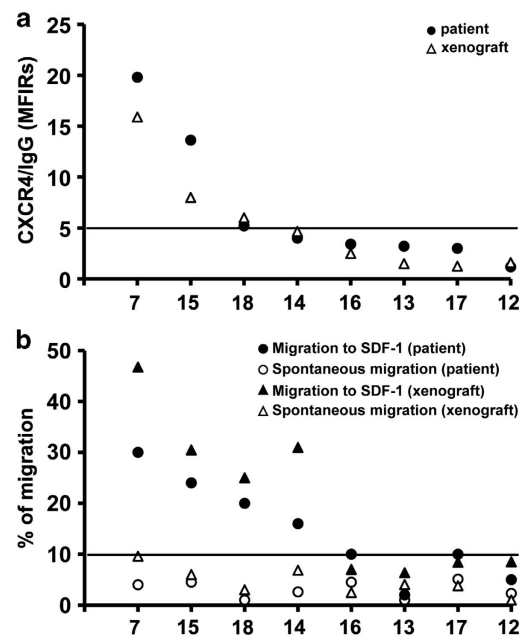 a
CXCR4/IgG (MFIRs)
25
20
15
10
5
0
patient
xenograft
7 15 18 14 16 13 17 12
b
% of migration
50
40
30
20
10
0
Migration to SDF-1 (patient)
Spontaneous migration (patient)
Migration to SDF-1 (xenograft)
Spontaneous migration (xenograft)
7 15 18 14 16 13 17 12